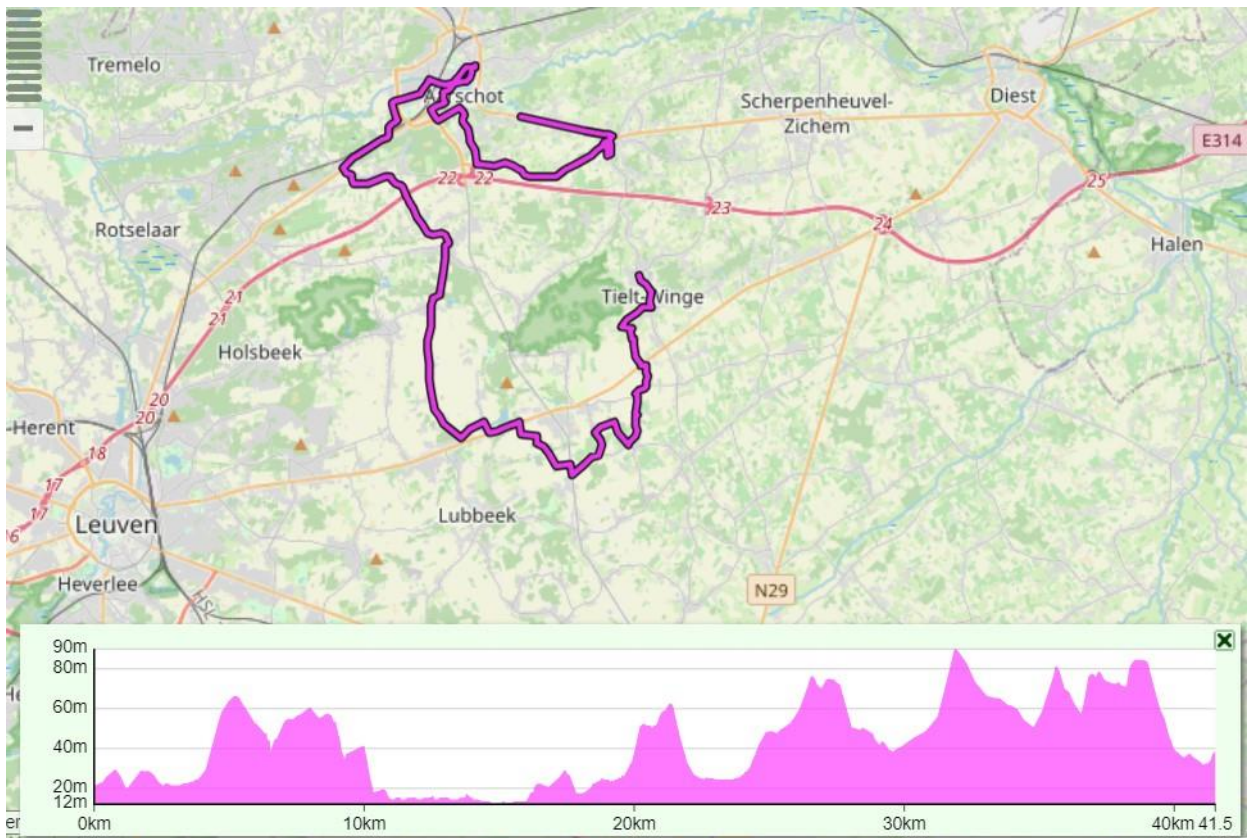 Tremelo
Aarschot
Scherpenheuvel-
Zichem
Diest
E314
22
22
25
23
24
Rotselaar
Halen
21
21
Tielt-Winge
Holsbeek
20
20
-Herent
18
17
17
16
Leuven
Lubbeek
Heverlee
N29
HSL
90m
80m
60m
40m
20m
12m
0km
10km
20km
30km
40km
41.5